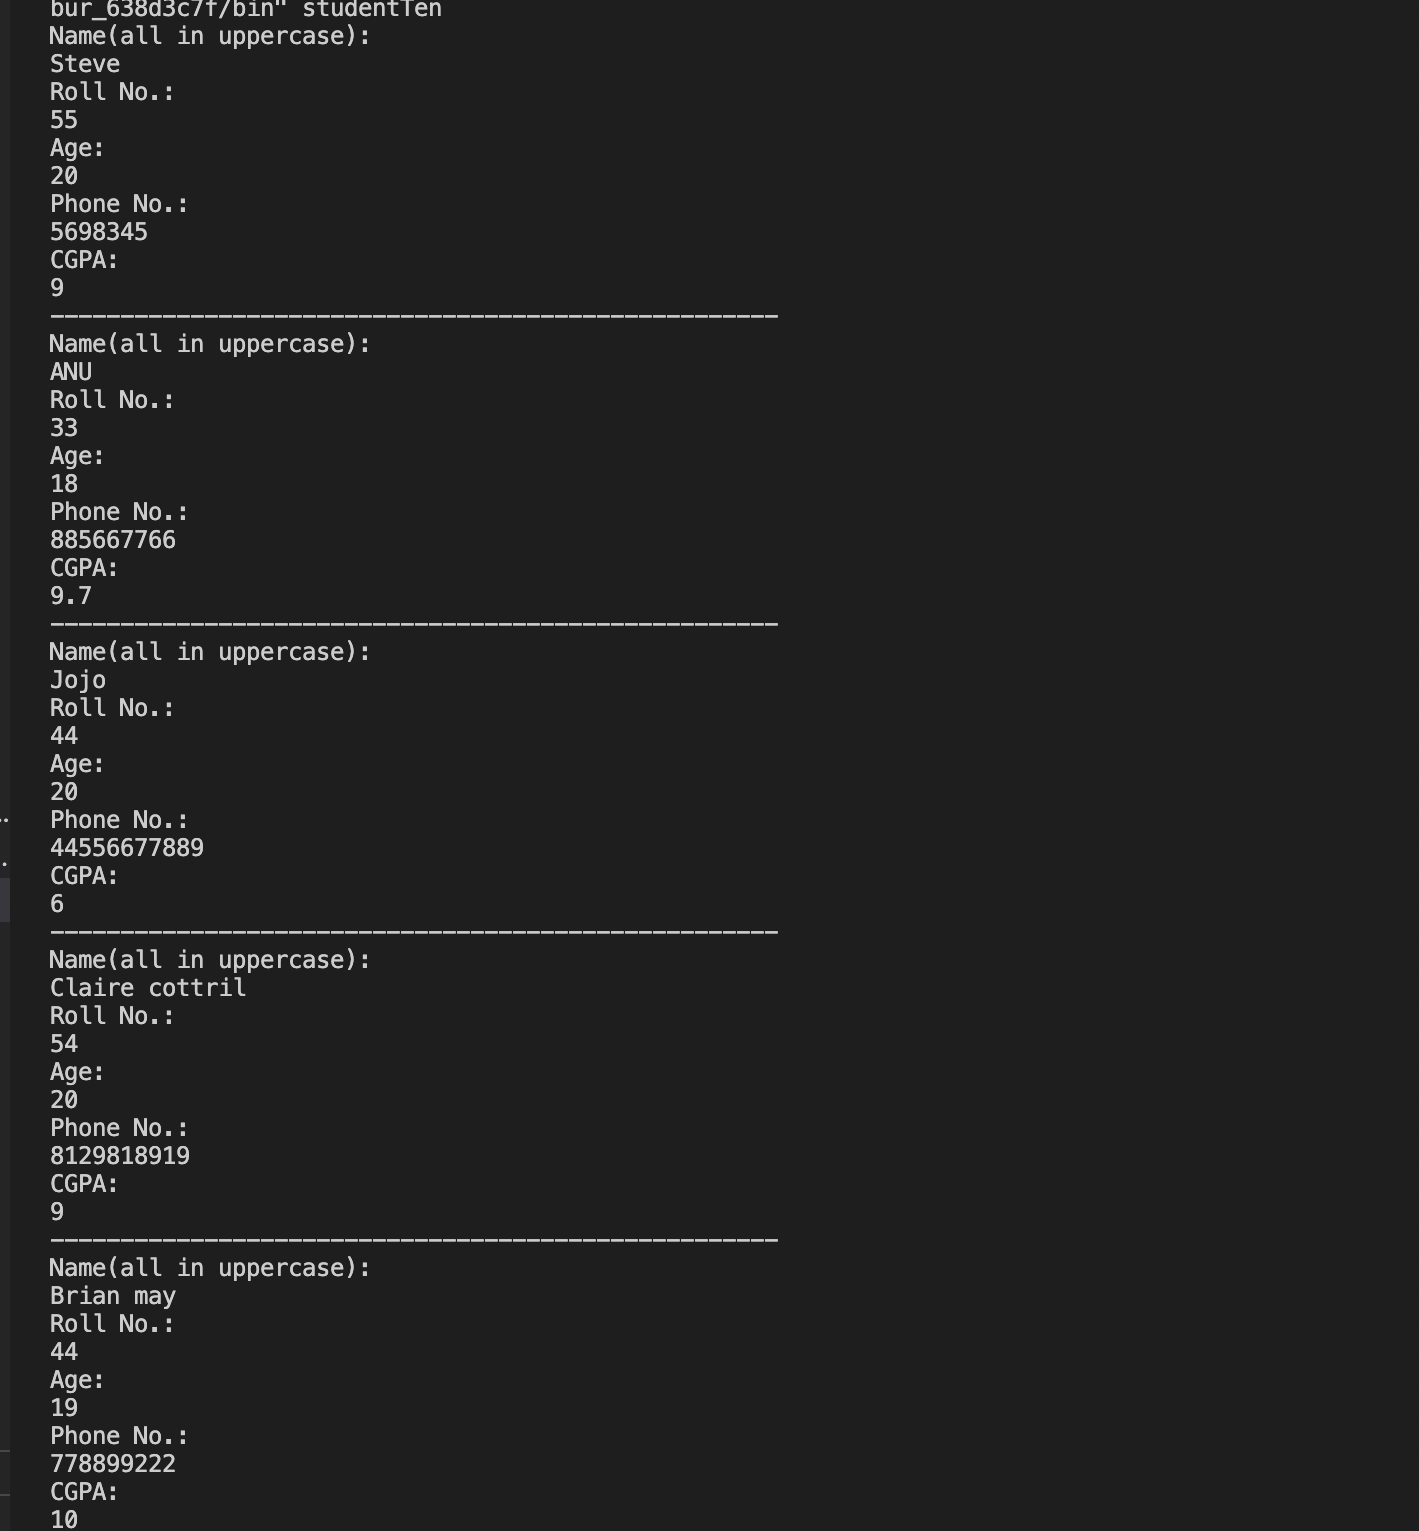 bur_638d3c7f/bin" studentTen
Name(all in uppercase):
Steve
Roll No.:
55
Age:
20
Phone No.:
5698345
CGPA:
9
----------------------------------------------------
Name(all in uppercase):
ANU
Roll No.:
33
Age:
18
Phone No.:
885667766
CGPA:
9.7
----------------------------------------------------
Name(all in uppercase):
Jojo
Roll No.:
44
Age:
20
Phone No.:
44556677889
CGPA:
6
----------------------------------------------------
Name(all in uppercase):
Claire cottril
Roll No.:
54
Age:
20
Phone No.:
8129818919
CGPA:
9
----------------------------------------------------
Name(all in uppercase):
Brian may
Roll No.:
44
Age:
19
Phone No.:
778899222
CGPA:
10